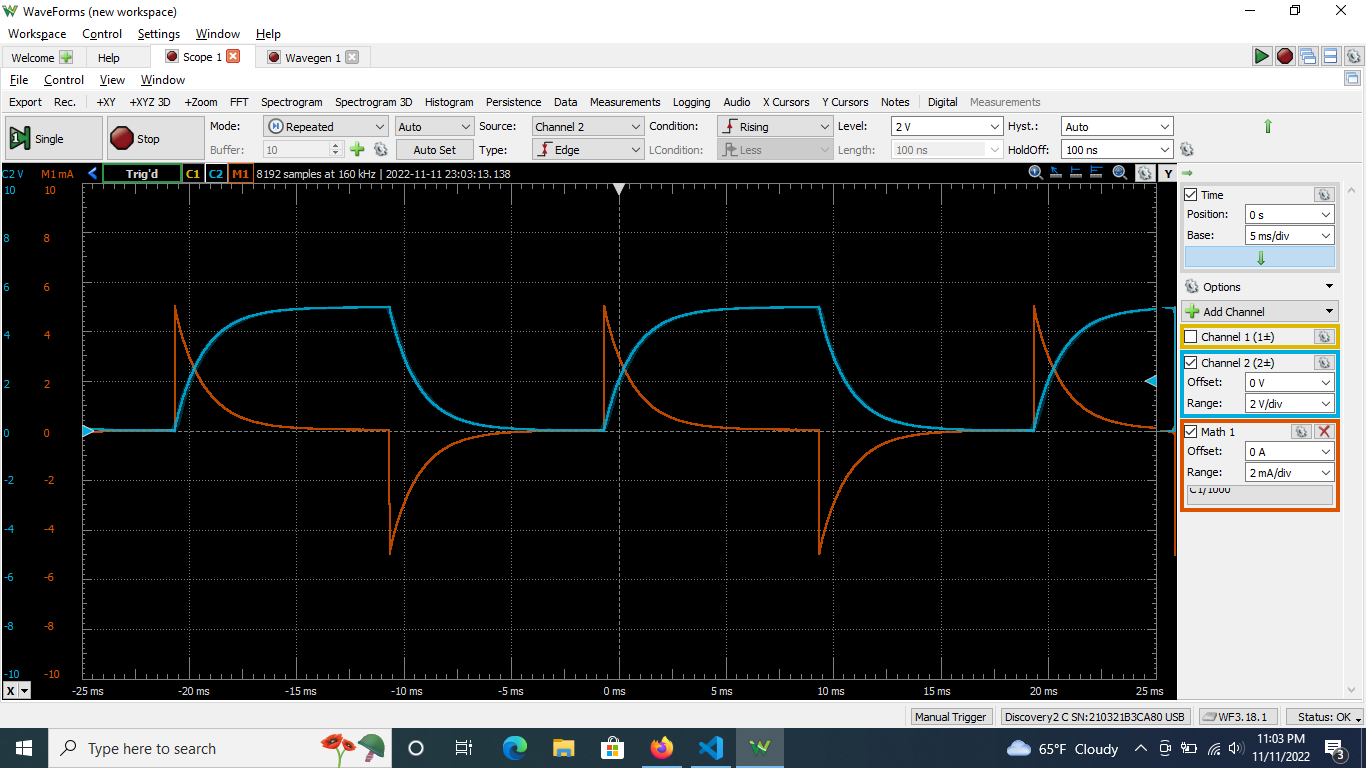 WaveForms (new workspace)
Workspace Control Settings Window Help
Welcome Help Scope 1 Wavegen 1
File Control View Window
Export Rec. +XY +XYZ 3D +Zoom FFT Spectrogram Spectrogram 3D Histogram Persistence Data Measurements Logging Audio X Cursors Y Cursors Notes Digital Measurements
Single Stop Mode: Repeated Auto Source: Channel 2 Condition: Rising Level: 2 V Hyst.: Auto
Buffer: 10 Auto Set Type: Edge LCondition: Less Length: 100 ns HoldOff: 100 ns
C2 V M1 mA Trig'd C1 C2 M1 8192 samples at 160 kHz | 2022-11-11 23:03:13.138 Y
10 10
8 8
6 6
4 4
2 2
0 0
-2 -2
-4 -4
-6 -6
-8 -8
-10 -10
X -25 ms -20 ms -15 ms -10 ms -5 ms 0 ms 5 ms 10 ms 15 ms 20 ms 25 ms
Time
Position: 0 s
Base: 5 ms/div
Options
Add Channel
Channel 1 (1±)
Channel 2 (2±)
Offset: 0 V
Range: 2 V/div
Math 1
Offset: 0 A
Range: 2 mA/div
C1/1000
Manual Trigger Discovery2 C SN:210321B3CA80 USB WF3.18.1 Status: OK
Type here to search 65°F Cloudy 11:03 PM
11/11/2022 3